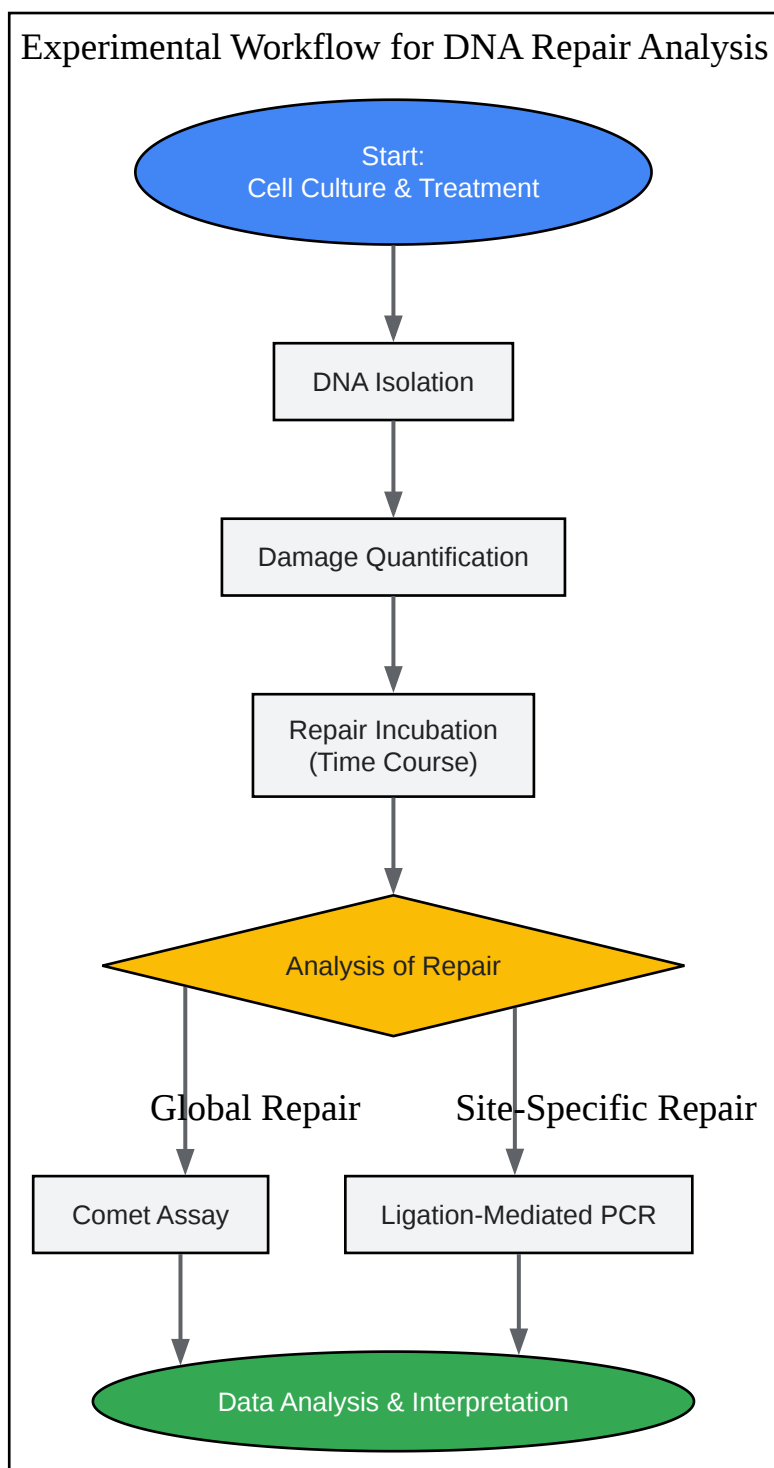 Experimental Workflow for DNA Repair Analysis
Start:
Cell Culture & Treatment
DNA Isolation
Damage Quantification
Repair Incubation
(Time Course)
Analysis of Repair
Global Repair
Site-Specific Repair
Comet Assay
Ligation-Mediated PCR
Data Analysis & Interpretation